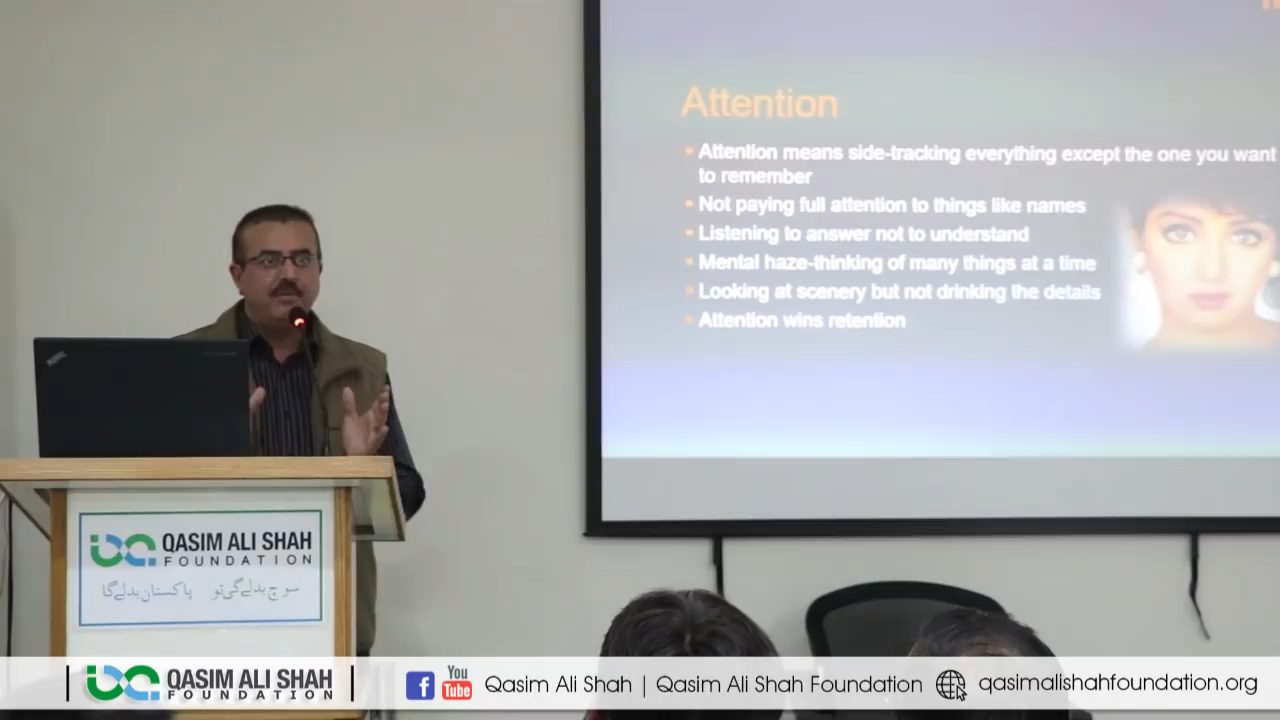 Attention
Attention means side-tracking everything except the one you want
to remember
Not paying full attention to things like names
Listening to answer not to understand
Mental haze-thinking of many things at a time
Looking at scenery but not drinking the details
Attention wins retention
QASIM ALI SHAH
FOUNDATION
سوچ بدلے گی تو پاکستان بدلے گا
QASIM ALI SHAH
FOUNDATION
You
Tube
Qasim Ali Shah | Qasim Ali Shah Foundation
qasimalishahfoundation.org